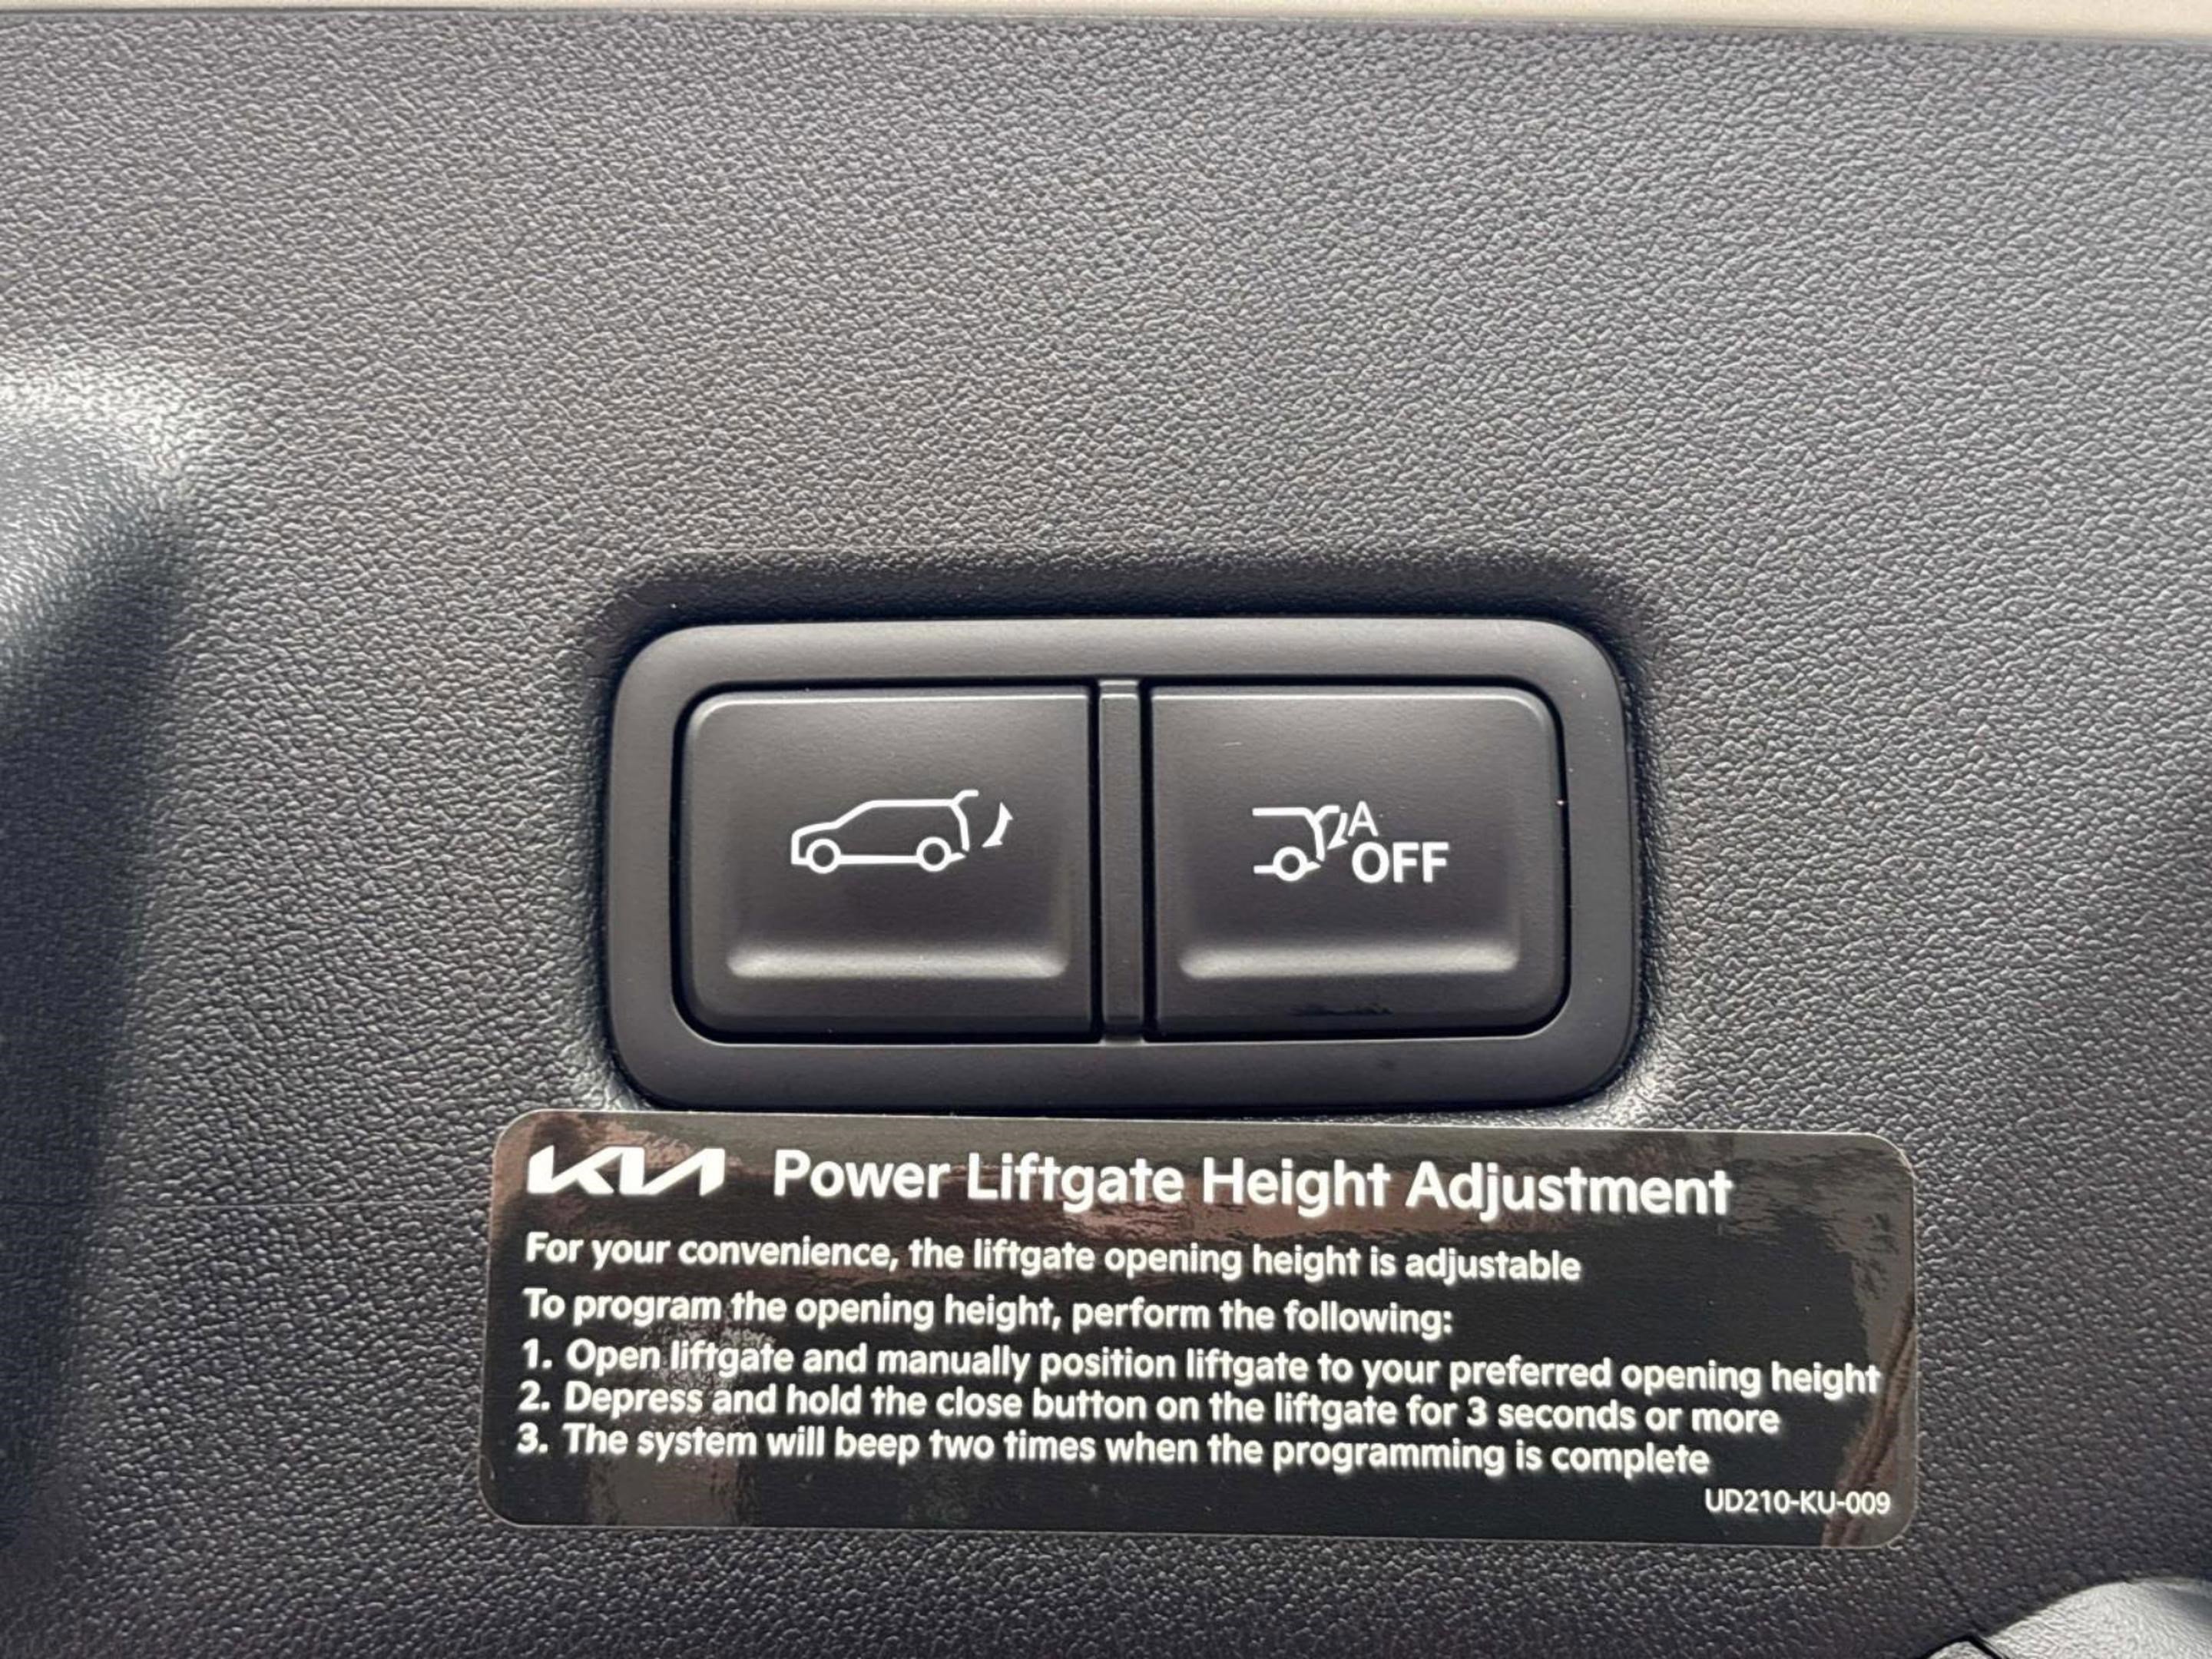 A
OFF
KIA Power Liftgate Height Adjustment
For your convenience, the liftgate opening height is adjustable
To program the opening height, perform the following:
1. Open liftgate and manually position liftgate to your preferred opening height
2. Depress and hold the close button on the liftgate for 3 seconds or more
3. The system will beep two times when the programming is complete
UD210-KU-009